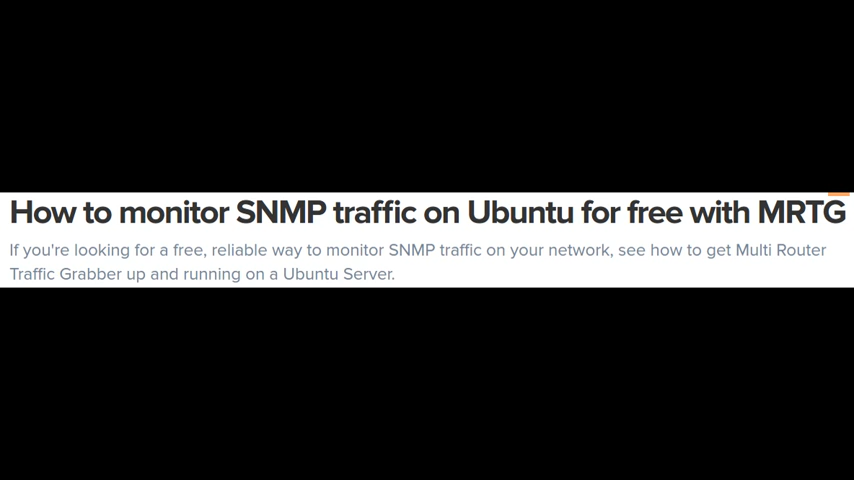 How to monitor SNMP traffic on Ubuntu for free with MRTG
If you're looking for a free, reliable way to monitor SNMP traffic on your network, see how to get Multi Router
Traffic Grabber up and running on a Ubuntu Server.